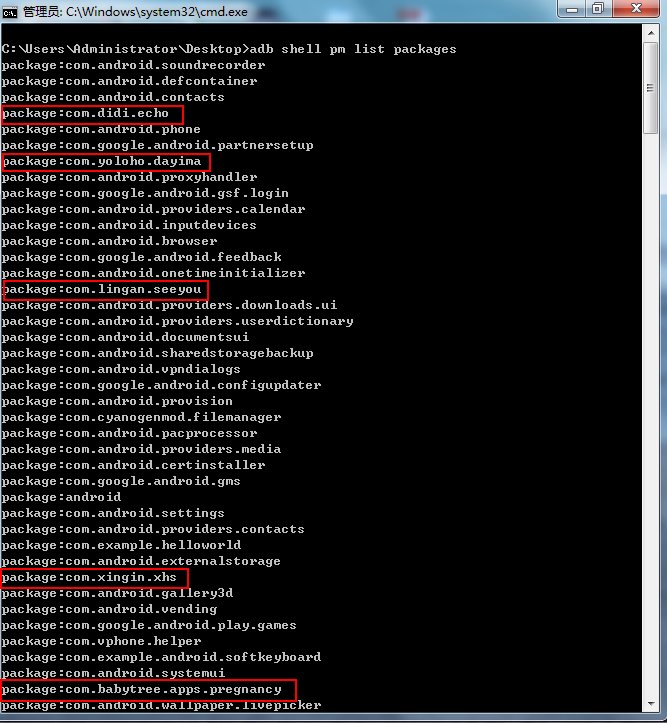 管理员: C:\Windows\system32\cmd.exe
C:\Users\Administrator\Desktop>adb shell pm list packages
package:com.android.soundrecorder
package:com.android.defcontainer
package:com.android.contacts
package:com.didi.echo
package:com.android.phone
package:com.google.android.partnersetup
package:com.yoloho.dayima
package:com.android.proxyhandler
package:com.google.android.gsf.login
package:com.android.providers.calendar
package:com.android.inputdevices
package:com.android.browser
package:com.google.android.feedback
package:com.android.onetimeinitializer
package:com.lingan.seeyou
package:com.android.providers.downloads.ui
package:com.android.providers.userdictionary
package:com.android.documentsui
package:com.android.sharedstoragebackup
package:com.android.vpndialogs
package:com.google.android.configupdater
package:com.android.provision
package:com.cyanogenmod.filemanager
package:com.android.pacprocessor
package:com.android.providers.media
package:com.android.certinstaller
package:com.google.android.gms
package:android
package:com.android.settings
package:com.android.providers.contacts
package:com.example.helloworld
package:com.android.externalstorage
package:com.xingin.xhs
package:com.android.gallery3d
package:com.android.vending
package:com.google.android.play.games
package:com.vphone.helper
package:com.example.android.softkeyboard
package:com.android.systemui
package:com.babytree.apps.pregnancy
package:com.android.wallpaper.livepicker